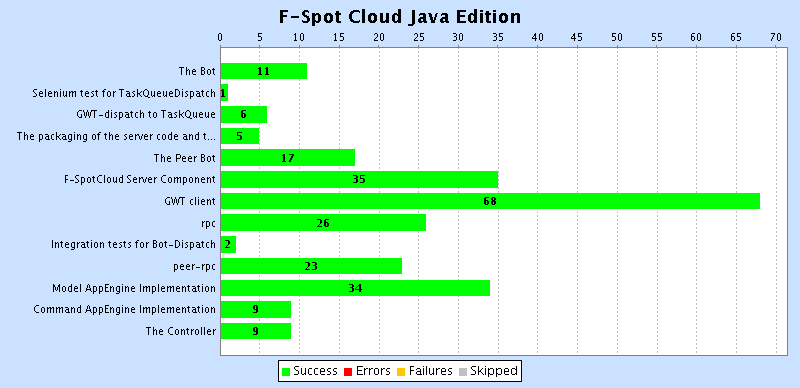 F-Spot Cloud Java Edition
0 5 10 15 20 25 30 35 40 45 50 55 60 65 70
The Bot 11
Selenium test for TaskQueueDispatch 1
GWT-dispatch to TaskQueue 6
The packaging of the server code and t... 5
The Peer Bot 17
F-SpotCloud Server Component 35
GWT client 68
rpc 26
Integration tests for Bot-Dispatch 2
peer-rpc 23
Model AppEngine Implementation 34
Command AppEngine Implementation 9
The Controller 9
Success Errors Failures Skipped